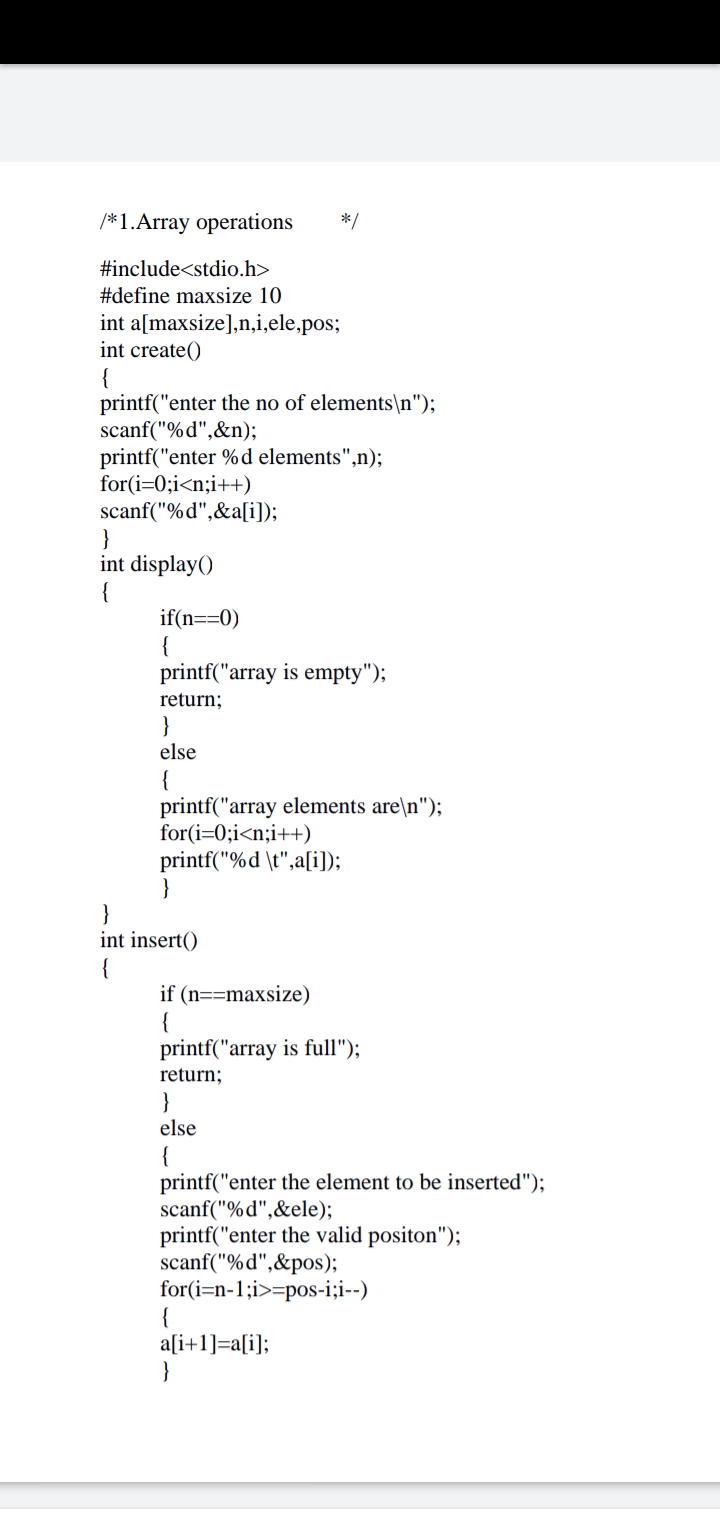 /*1.Array operations */
#include<stdio.h>
#define maxsize 10
int a[maxsize],n,i,ele,pos;
int create()
{
printf("enter the no of elements\n");
scanf("%d",&n);
printf("enter %d elements",n);
for(i=0;i<n;i++)
scanf("%d",&a[i]);
}
int display()
{
if(n==0)
{
printf("array is empty");
return;
}
else
{
printf("array elements are\n");
for(i=0;i<n;i++)
printf("%d \t",a[i]);
}
}
int insert()
{
if (n==maxsize)
{
printf("array is full");
return;
}
else
{
printf("enter the element to be inserted");
scanf("%d",&ele);
printf("enter the valid positon");
scanf("%d",&pos);
for(i=n-1;i>=pos-i;i--)
{
a[i+1]=a[i];
}